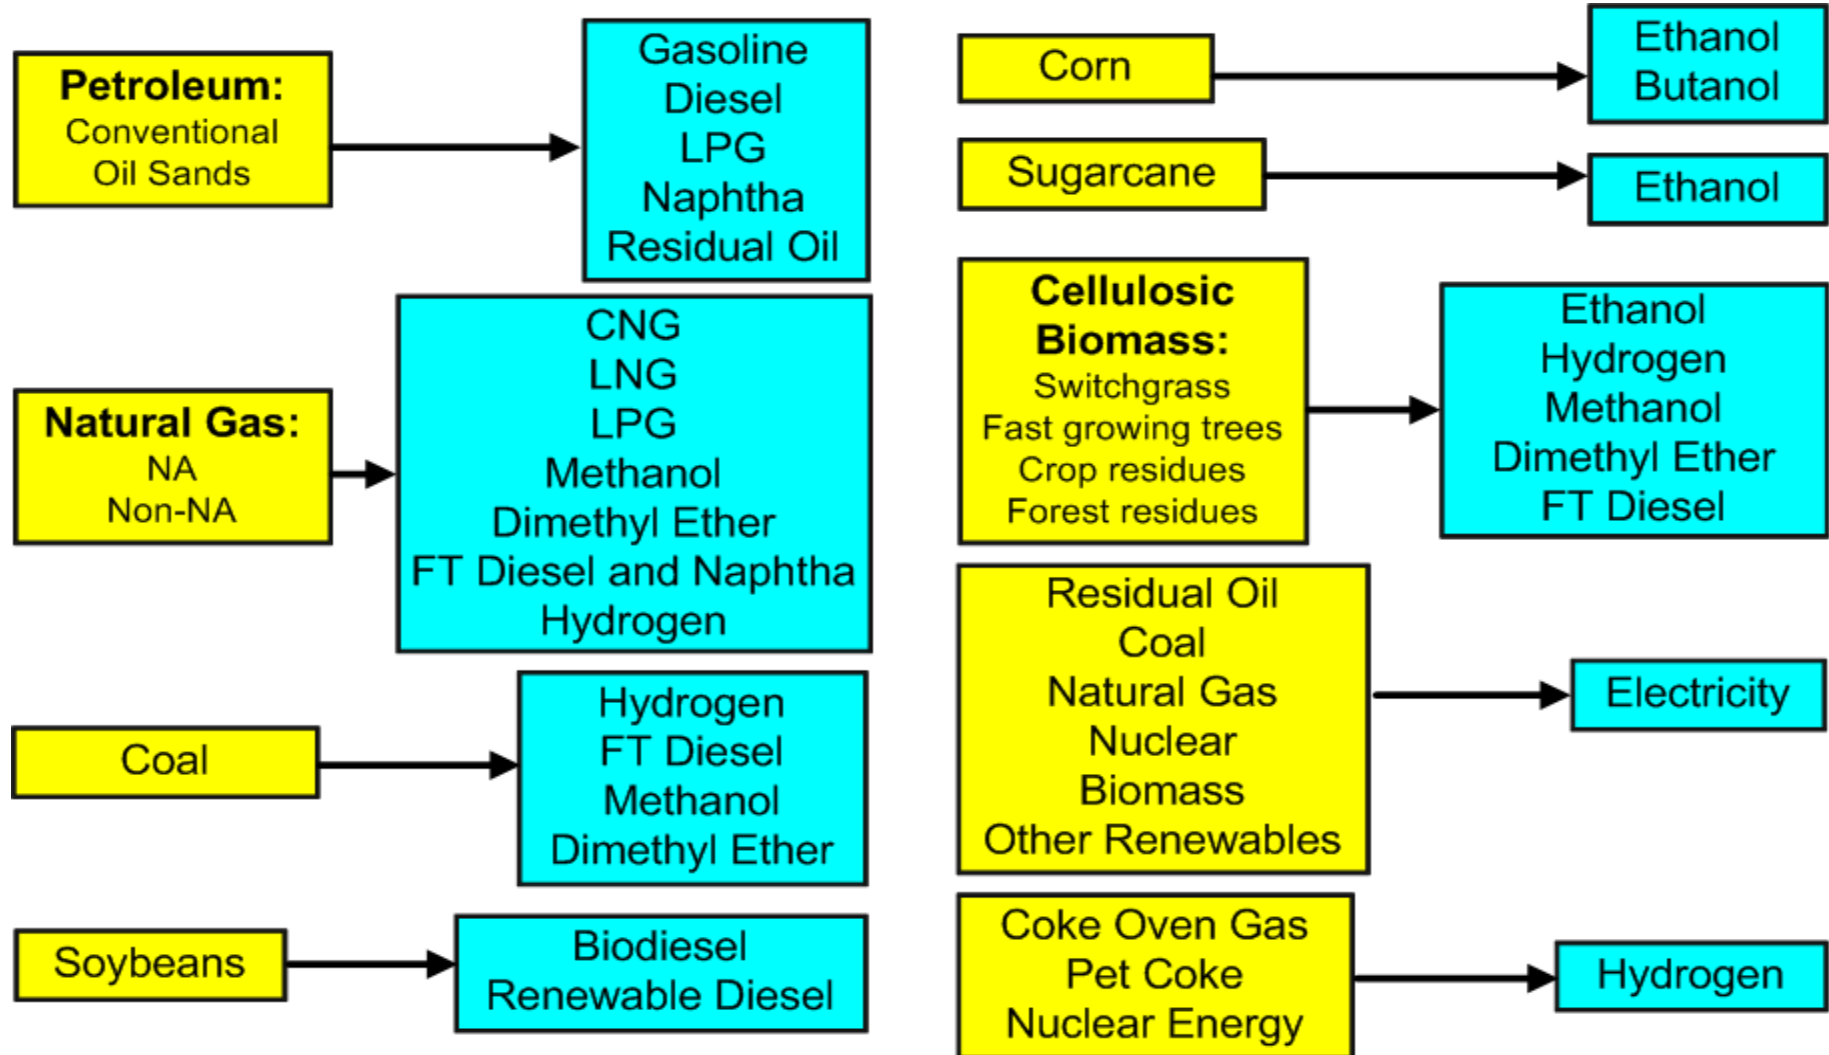 Petroleum:
Conventional
Oil Sands
Gasoline
Diesel
LPG
Naphtha
Residual Oil
Natural Gas:
NA
Non-NA
CNG
LNG
LPG
Methanol
Dimethyl Ether
FT Diesel and Naphtha
Hydrogen
Coal
Hydrogen
FT Diesel
Methanol
Dimethyl Ether
Soybeans
Biodiesel
Renewable Diesel
Corn
Ethanol
Butanol
Sugarcane
Ethanol
Cellulosic
Biomass:
Switchgrass
Fast growing trees
Crop residues
Forest residues
Ethanol
Hydrogen
Methanol
Dimethyl Ether
FT Diesel
Residual Oil
Coal
Natural Gas
Nuclear
Biomass
Other Renewables
Electricity
Coke Oven Gas
Pet Coke
Nuclear Energy
Hydrogen